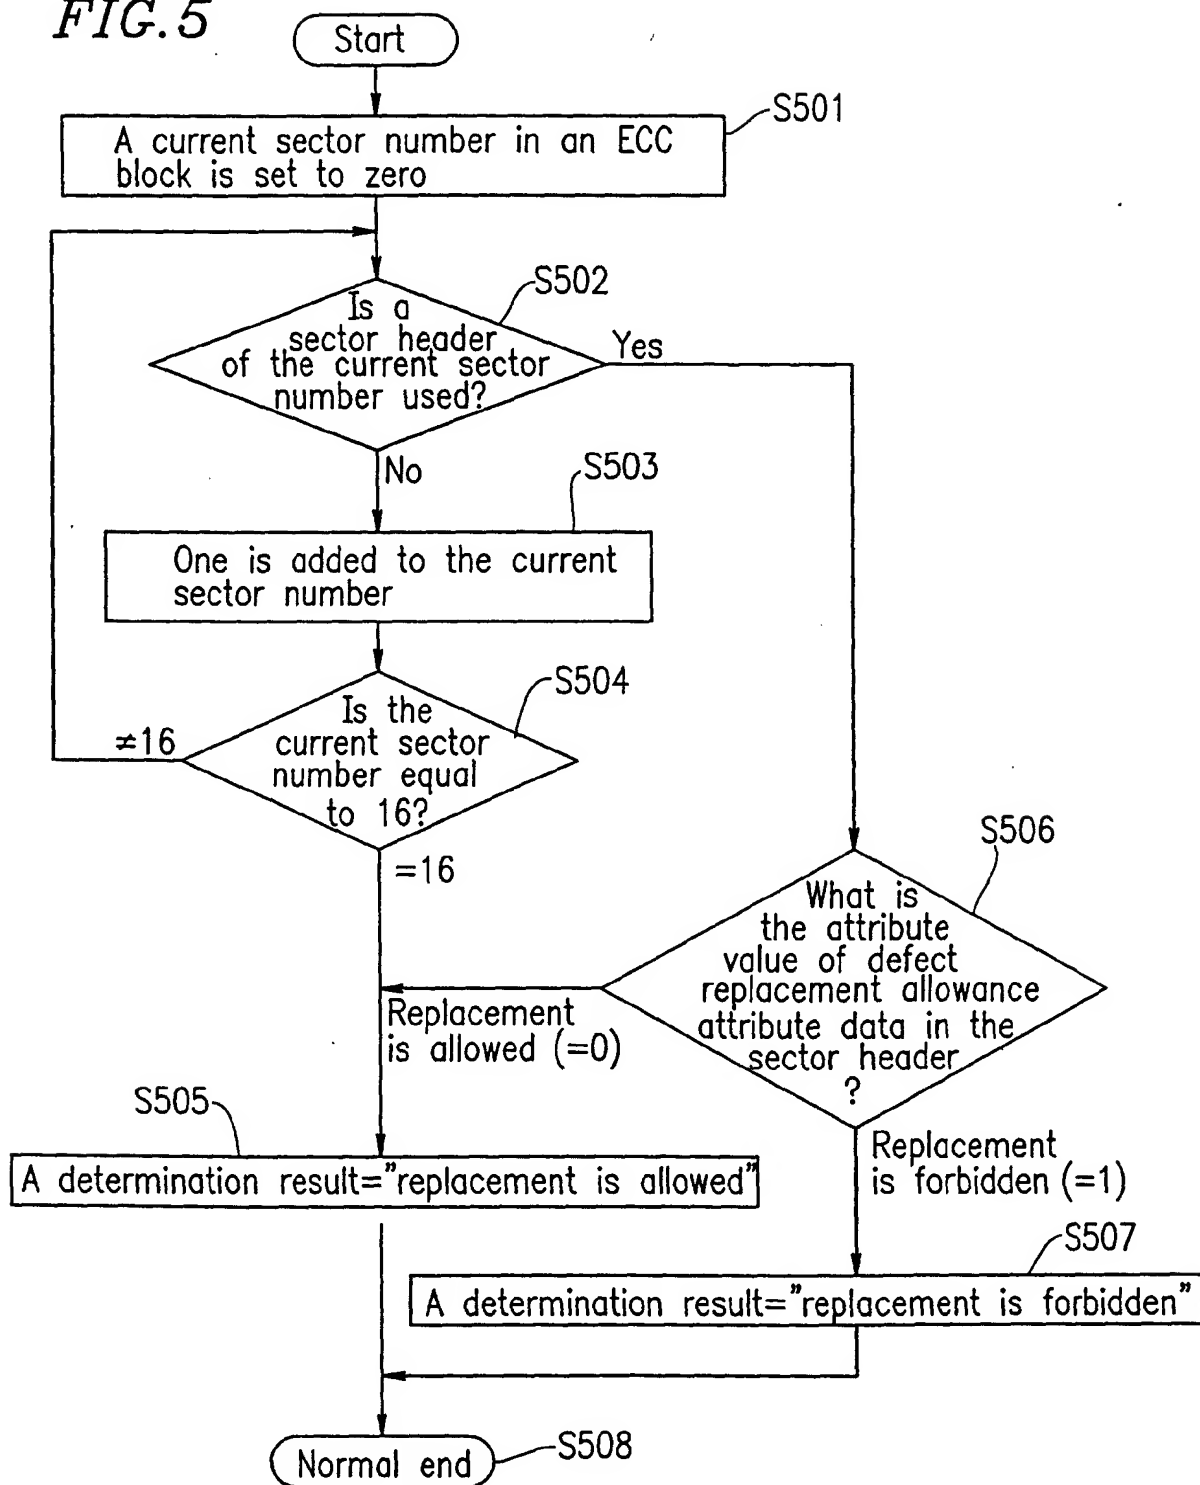 FIG. 5
Start
S501
A current sector number in an ECC
block is set to zero
S502
Is a
sector header
of the current sector
number used?
Yes
No
S503
One is added to the current
sector number
S504
Is the
current sector
number equal
to 16?
≠16
=16
S506
What is
the attribute
value of defect
replacement allowance
attribute data in the
sector header
?
Replacement
is allowed (=0)
S505
A determination result="replacement is allowed"
Replacement
is forbidden (=1)
S507
A determination result="replacement is forbidden"
Normal end
S508